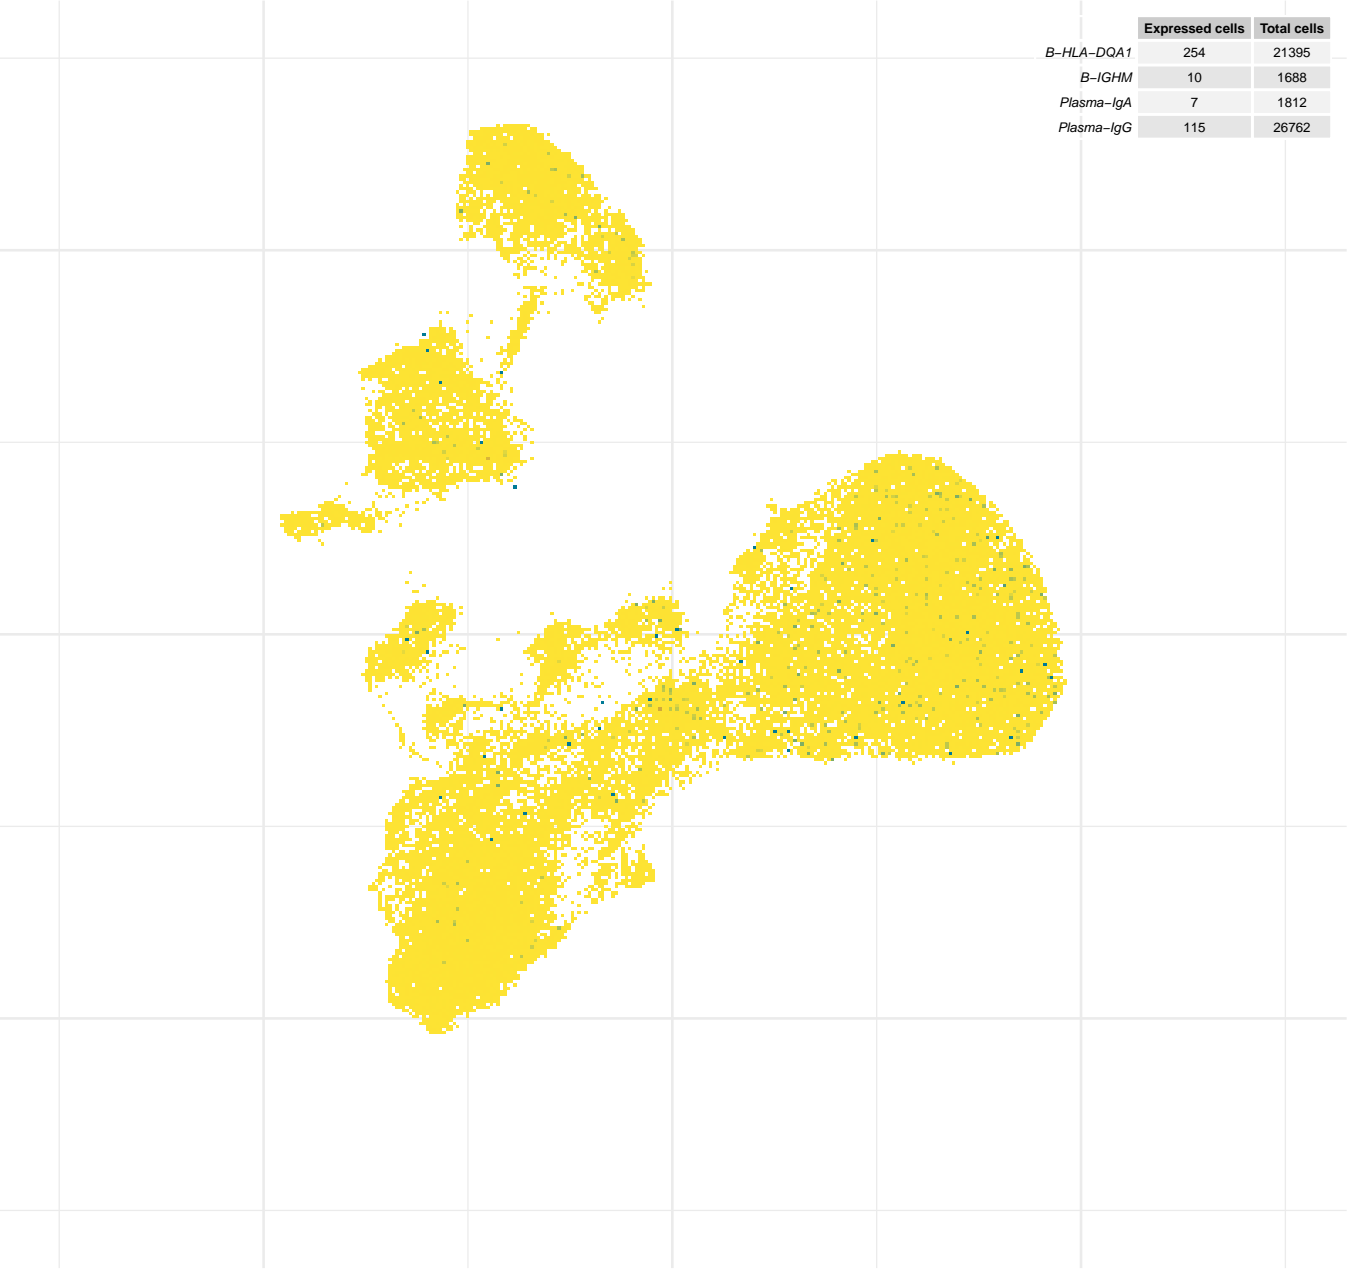 Expressed cells Total cells
B−HLA−DQA1 254 21395
B−IGHM 10 1688
Plasma−IgA 7 1812
Plasma−IgG 115 26762